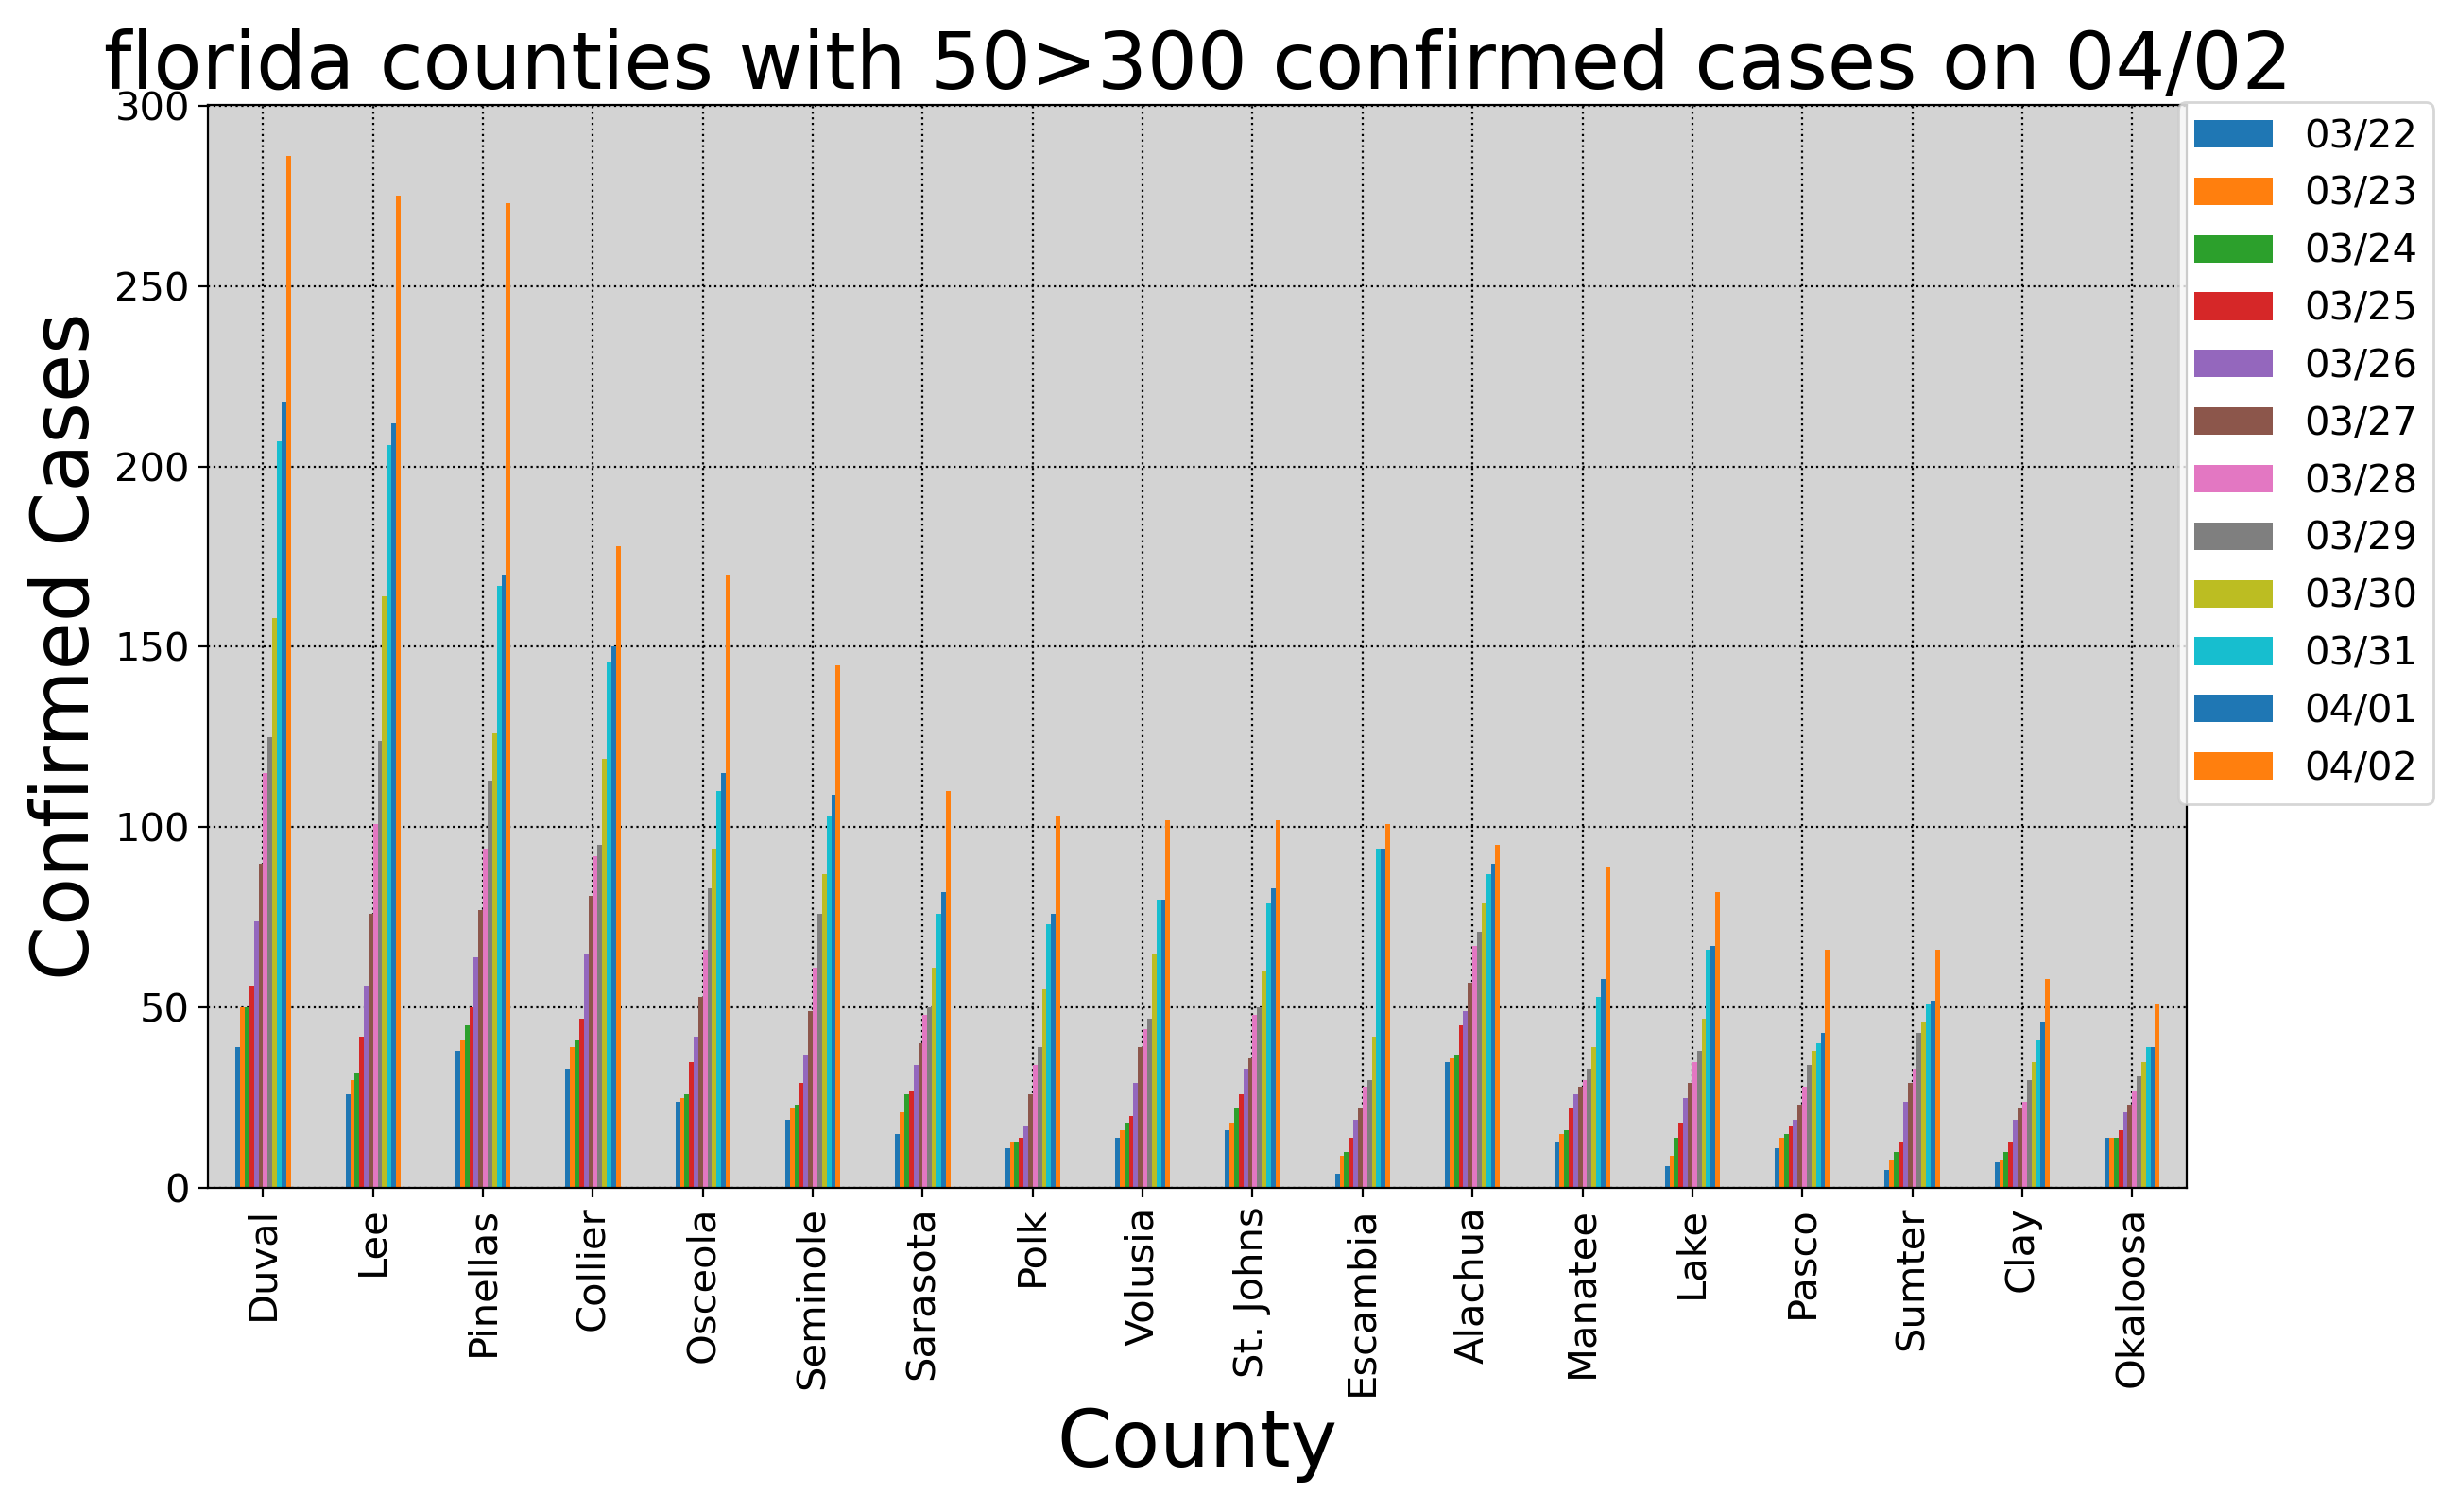 florida counties with 50>300 confirmed cases on 04/02
Confirmed Cases
300
250
200
150
100
50
0
03/22
03/23
03/24
03/25
03/26
03/27
03/28
03/29
03/30
03/31
04/01
04/02
Duval
Lee
Pinellas
Collier
Osceola
Seminole
Sarasota
Polk
Volusia
St. Johns
Escambia
Alachua
Manatee
Lake
Pasco
Sumter
Clay
Okaloosa
County